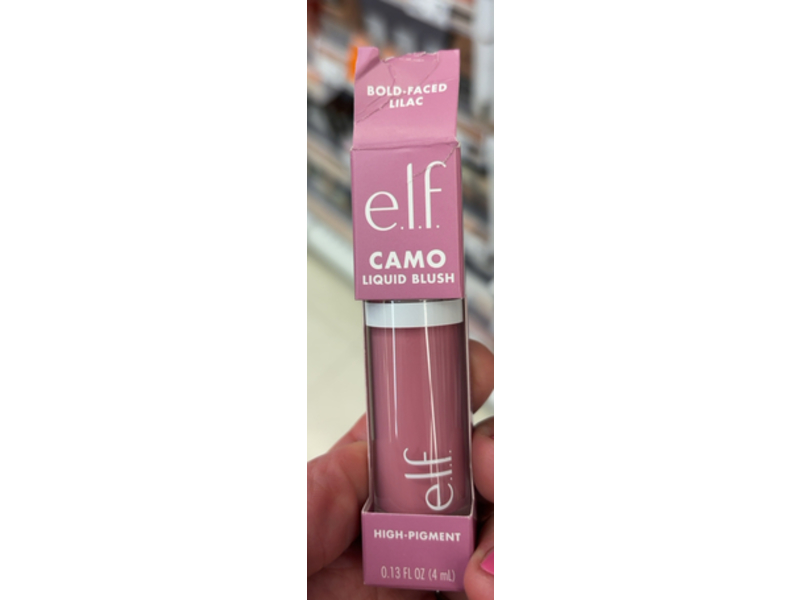 BOLD-FACED
LILAC
e.l.f.
CAMO
LIQUID BLUSH
e.l.f.
HIGH-PIGMENT
0.13 FL OZ (4 mL)